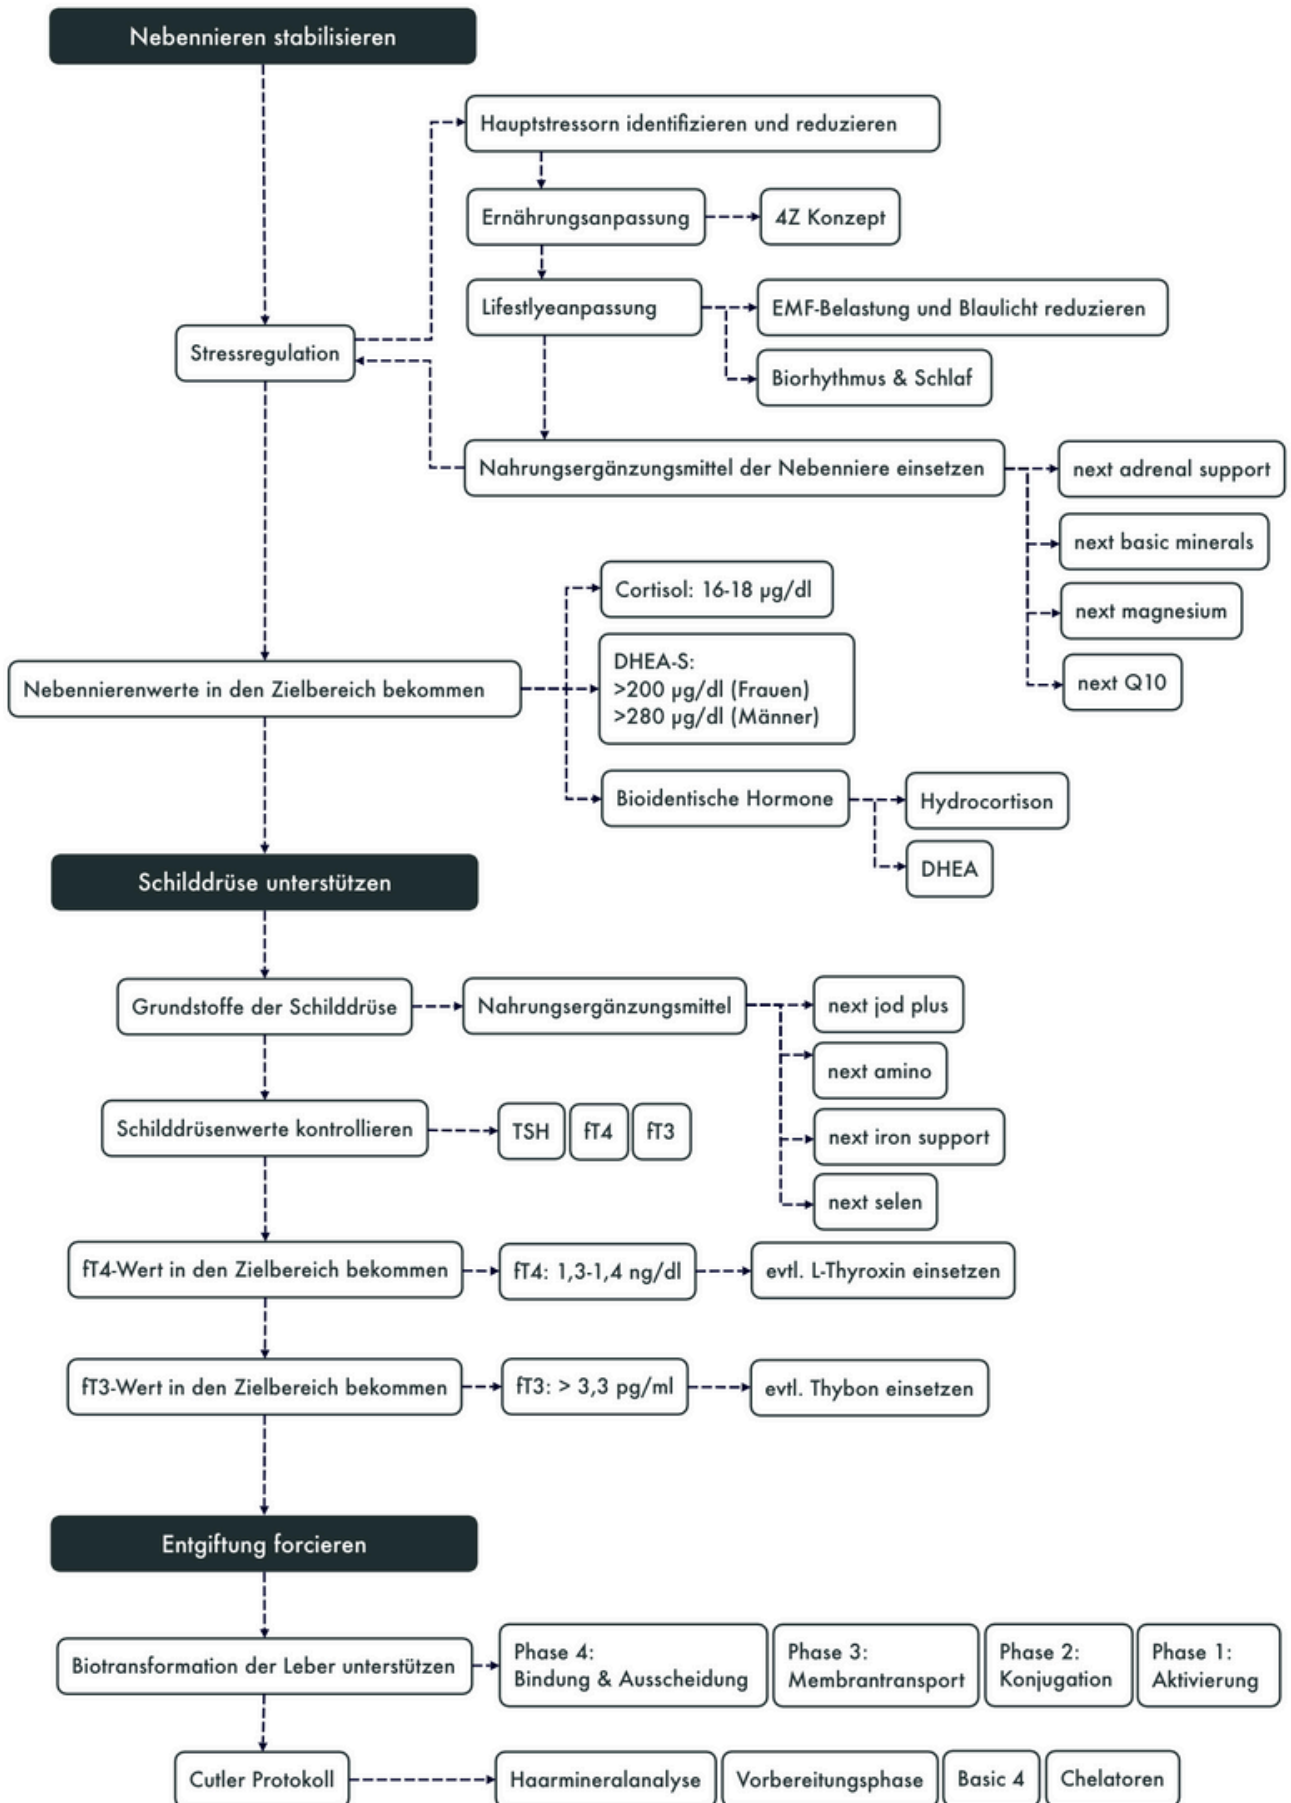 Nebennieren stabilisieren
Hauptstressorn identifizieren und reduzieren
Ernährungsanpassung
4Z Konzept
Lifestlyeanpassung
EMF-Belastung und Blaulicht reduzieren
Stressregulation
Biorhythmus & Schlaf
Nahrungsergänzungsmittel der Nebenniere einsetzen
next adrenal support
next basic minerals
next magnesium
next Q10
Nebennierenwerte in den Zielbereich bekommen
Cortisol: 16-18 µg/dl
DHEA-S:
>200 µg/dl (Frauen)
>280 µg/dl (Männer)
Bioidentische Hormone
Hydrocortison
DHEA
Schilddrüse unterstützen
Grundstoffe der Schilddrüse
Nahrungsergänzungsmittel
next jod plus
next amino
next iron support
next selen
Schilddrüsenwerte kontrollieren
TSH
fT4
fT3
fT4-Wert in den Zielbereich bekommen
fT4: 1,3-1,4 ng/dl
evtl. L-Thyroxin einsetzen
fT3-Wert in den Zielbereich bekommen
fT3: > 3,3 pg/ml
evtl. Thybon einsetzen
Entgiftung forcieren
Biotransformation der Leber unterstützen
Phase 4:
Bindung & Ausscheidung
Phase 3:
Membrantransport
Phase 2:
Konjugation
Phase 1:
Aktivierung
Cutler Protokoll
Haarmineralanalyse
Vorbereitungsphase
Basic 4
Chelatoren